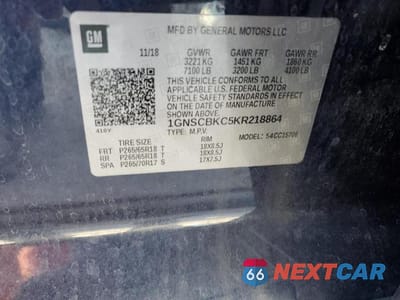 GM
MFD BY GENERAL MOTORS LLC
11/18 GVWR GAWR FRT GAWR RR
3221 KG 1451 KG 1860 KG
7100 LB 3200 LB 4100 LB
THIS VEHICLE CONFORMS TO ALL
APPLICABLE U.S. FEDERAL MOTOR
VEHICLE SAFETY STANDARDS IN EFFECT
ON THE DATE OF MANUFACTURE
SHOWN ABOVE.
1GNSCBKC5KR218864
TYPE: M.P.V.
TIRE SIZE RIM
FRT P265/65R18 T 18X8.5J
RR P265/65R18 T 18X8.5J
SPA P265/70R17 S 17X7.5J
66 NEXTCAR